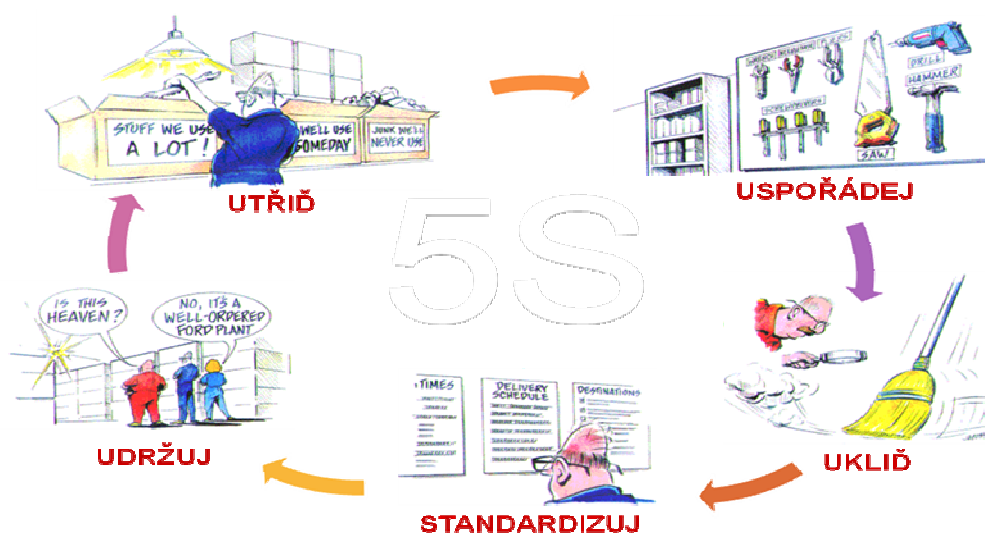 STUFF WE USE
A LOT!
WE'LL USE
SOMEDAY
JUNK WE'LL
NEVER USE
UTŘIĎ
DRILL
HAMMER
SAW
USPOŘÁDEJ
5S
IS THIS
HEAVEN?
NO, IT'S A
WELL-ORDERED
FORD PLANT
UDRŽUJ
TIMES
DELIVERY
SCHEDULE
DESTINATIONS
STANDARDIZUJ
UKLIĎ